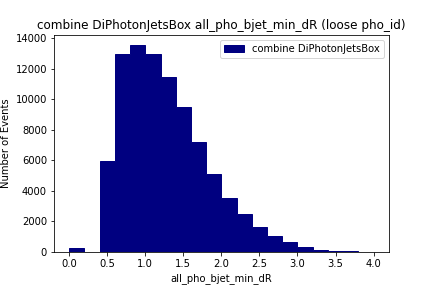 combine DiPhotonJetsBox all_pho_bjet_min_dR (loose pho_id)
combine DiPhotonJetsBox
Number of Events
14000
12000
10000
8000
6000
4000
2000
0
0.0 0.5 1.0 1.5 2.0 2.5 3.0 3.5 4.0
all_pho_bjet_min_dR